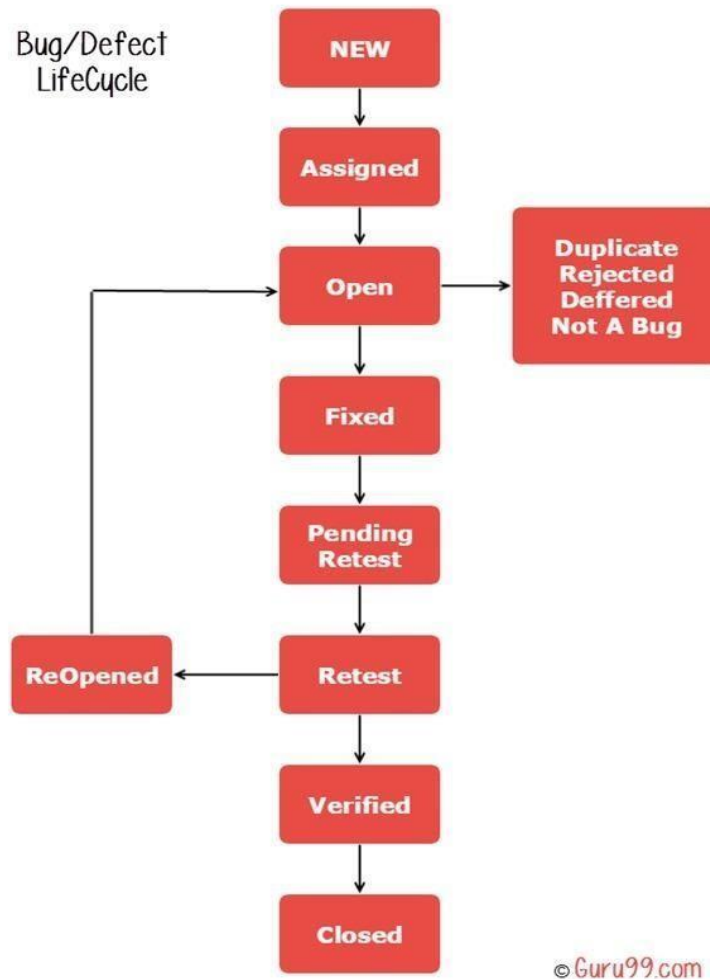 Bug/Defect
LifeCycle
NEW
Assigned
Open
Duplicate
Rejected
Deffered
Not A Bug
Fixed
Pending
Retest
ReOpened
Retest
Verified
Closed
© Guru99.com